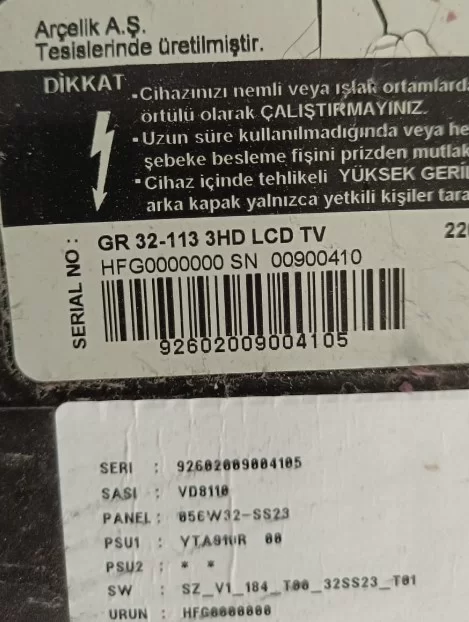 Arçelik A.Ş.
Tesislerinde üretilmiştir.
DİKKAT
•Cihazınızı nemli veya ışlak ortamlard
örtülü olarak ÇALIŞTIRMAYINIZ.
•Uzun süre kullanılmadığında veya he
şebeke besleme fişini prizden mutlak
•Cihaz içinde tehlikeli YÜKSEK GERİL
arka kapak yalnızca yetkili kişiler tara
SERIAL NO :
GR 32-113 3HD LCD TV
22
HFG0000000 SN 00900410
92602009004105
SERI : 92602009004105
SASI : VD8110
PANEL: 056W32-SS23
PSU1 : YTA910R 00
PSU2 : * *
SW : SZ_V1_184_T00_32SS23_T01
URUN : HFG0000000